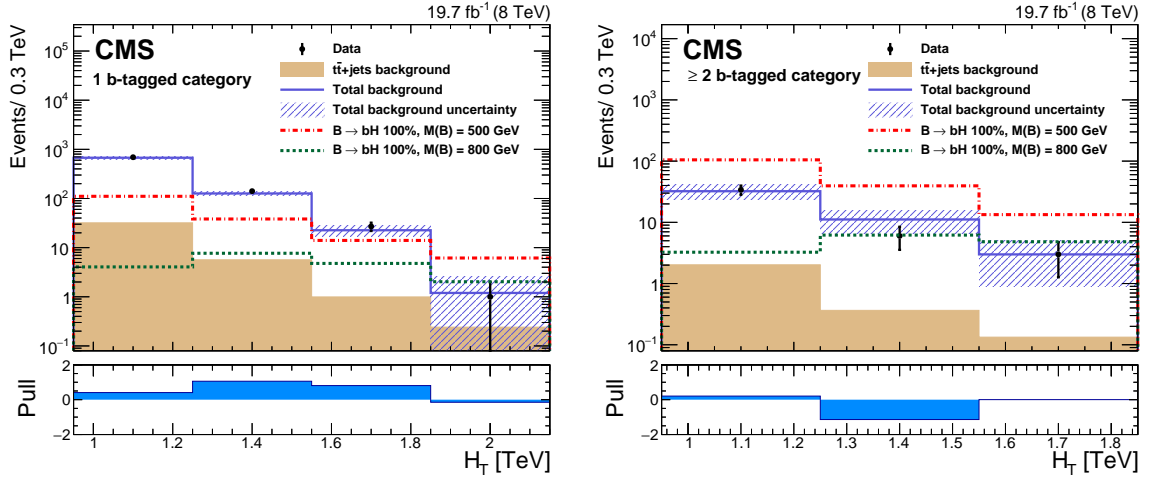 19.7 fb⁻¹ (8 TeV)
CMS
1 b-tagged category
Data
tt̄+jets background
Total background
Total background uncertainty
B → bH 100%, M(B) = 500 GeV
B → bH 100%, M(B) = 800 GeV
Events/ 0.3 TeV
10⁵
10⁴
10³
10²
10
1
10⁻¹
Pull
2
0
−2
1 1.2 1.4 1.6 1.8 2
H_T [TeV]
19.7 fb⁻¹ (8 TeV)
CMS
≥ 2 b-tagged category
Data
tt̄+jets background
Total background
Total background uncertainty
B → bH 100%, M(B) = 500 GeV
B → bH 100%, M(B) = 800 GeV
Events/ 0.3 TeV
10⁴
10³
10²
10
1
10⁻¹
Pull
2
0
−2
1 1.1 1.2 1.3 1.4 1.5 1.6 1.7 1.8
H_T [TeV]